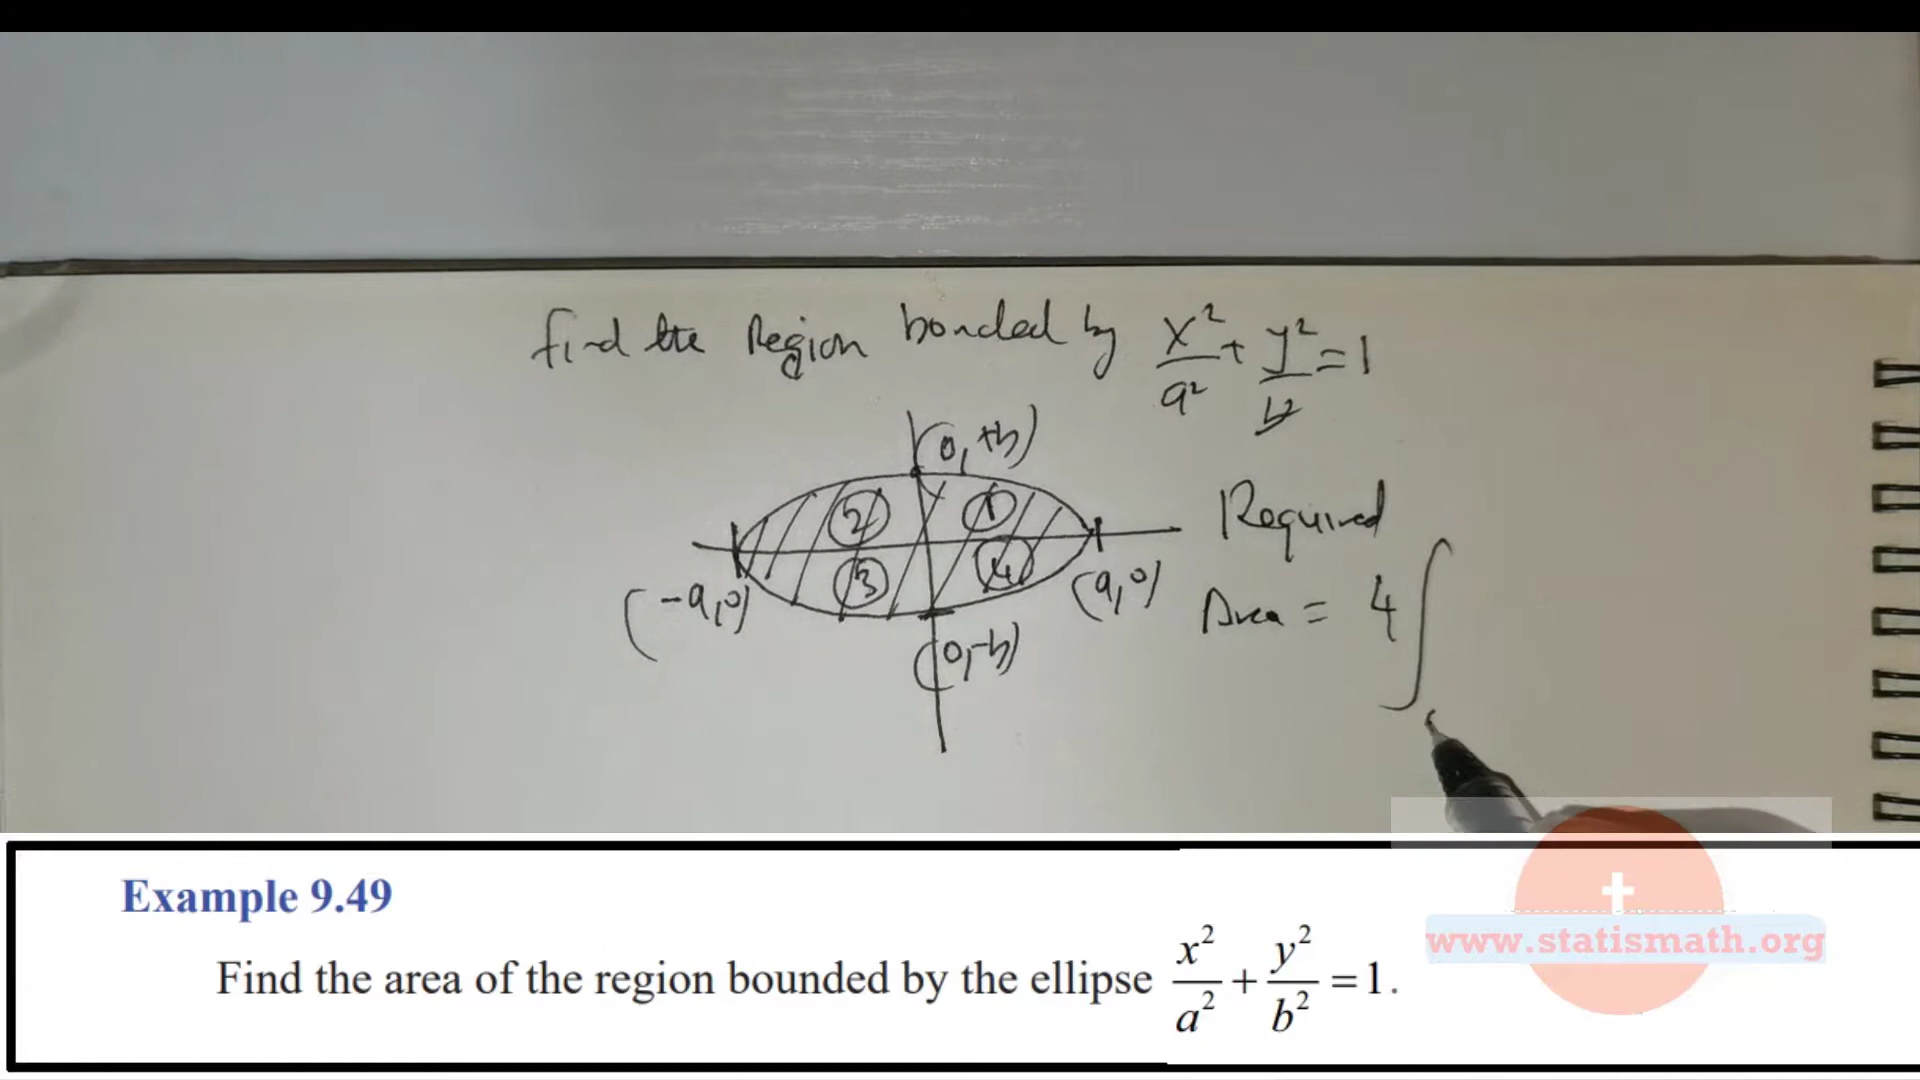 find the Region bonded by x²/a² + y²/b² = 1
(0, +b)
2 1
3 4
(-a, 0)
(a, 0)
(0, -b)
Required
Area = 4 ∫
Example 9.49
Find the area of the region bounded by the ellipse x²/a² + y²/b² = 1.
www.statismath.org